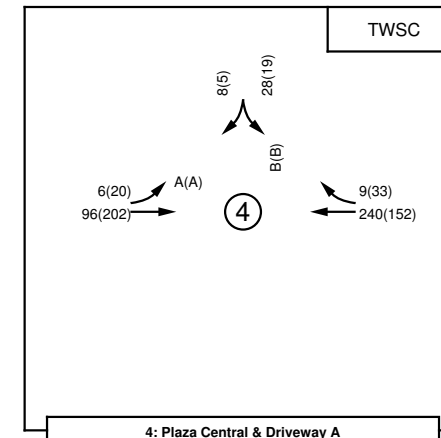 TWSC
8(5)
28(19)
B(B)
A(A)
6(20)
96(202)
4
9(33)
240(152)
4: Plaza Central & Driveway A